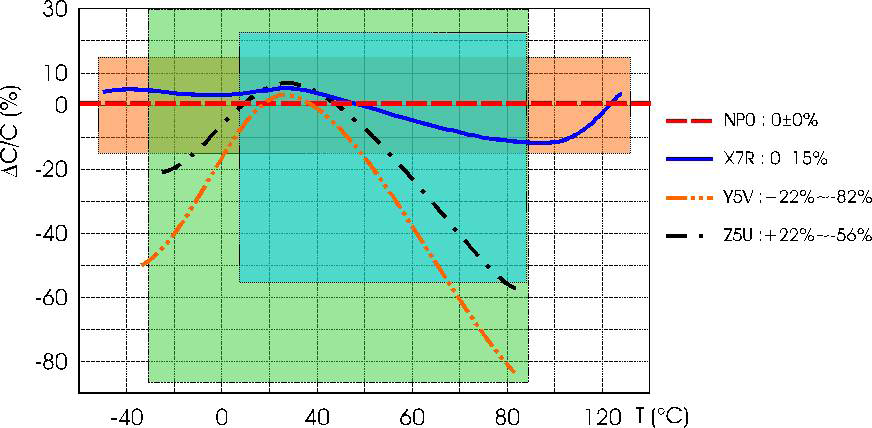 30
10
0
-20
-40
-60
-80
ΔC/C (%)
-40 0 40 60 80 120 T (°C)
NP0 : 0±0%
X7R : 0 15%
Y5V : −22%~-82%
Z5U : +22%~-56%